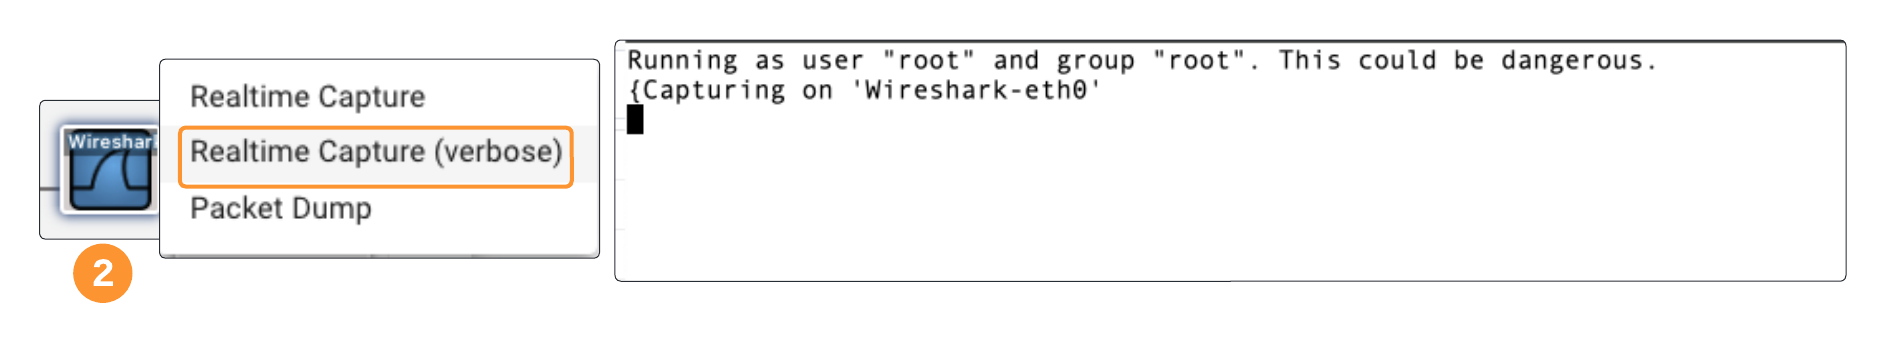 Wireshar
2
Realtime Capture
Realtime Capture (verbose)
Packet Dump
Running as user "root" and group "root". This could be dangerous.
{Capturing on 'Wireshark-eth0'